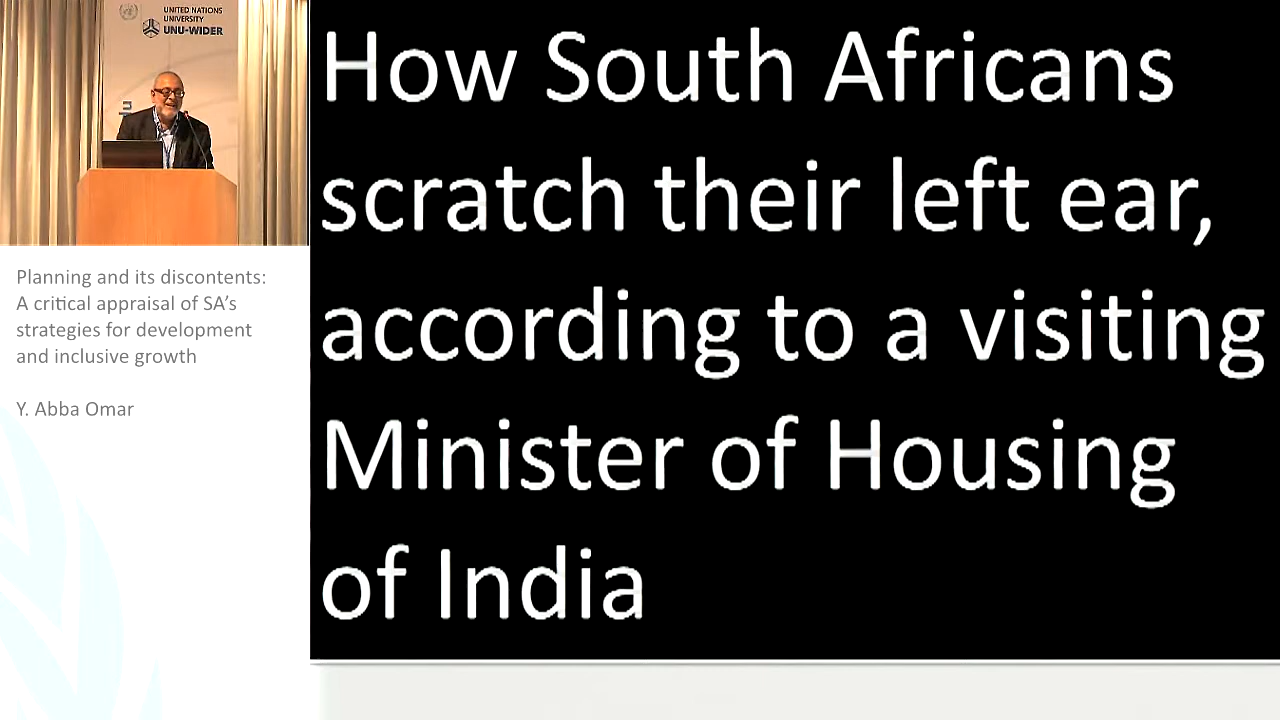 UNITED NATIONS
UNIVERSITY
UNU-WIDER
How South Africans
scratch their left ear,
according to a visiting
Minister of Housing
of India
Planning and its discontents:
A critical appraisal of SA's
strategies for development
and inclusive growth
Y. Abba Omar